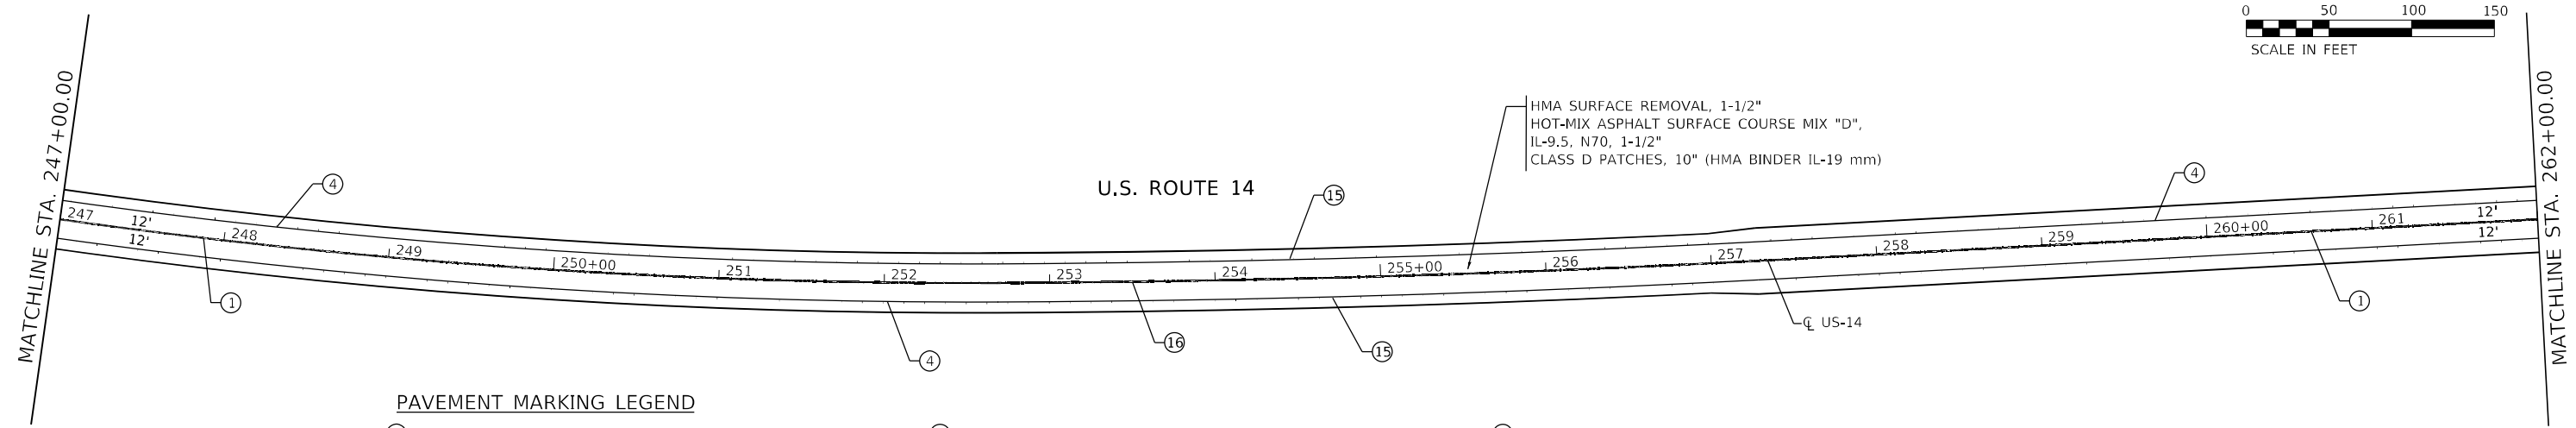 0 50 100 150
SCALE IN FEET
MATCHLINE STA. 247+00.00
MATCHLINE STA. 262+00.00
HMA SURFACE REMOVAL, 1-1/2"
HOT-MIX ASPHALT SURFACE COURSE MIX "D",
IL-9.5, N70, 1-1/2"
CLASS D PATCHES, 10" (HMA BINDER IL-19 mm)
U.S. ROUTE 14
4
15
4
247 12' 248 249 250+00 251 252 253 254 255+00 256 257 258 259 260+00 261 12'
12'
12'
1
4
16
15
℄ US-14
1
PAVEMENT MARKING LEGEND